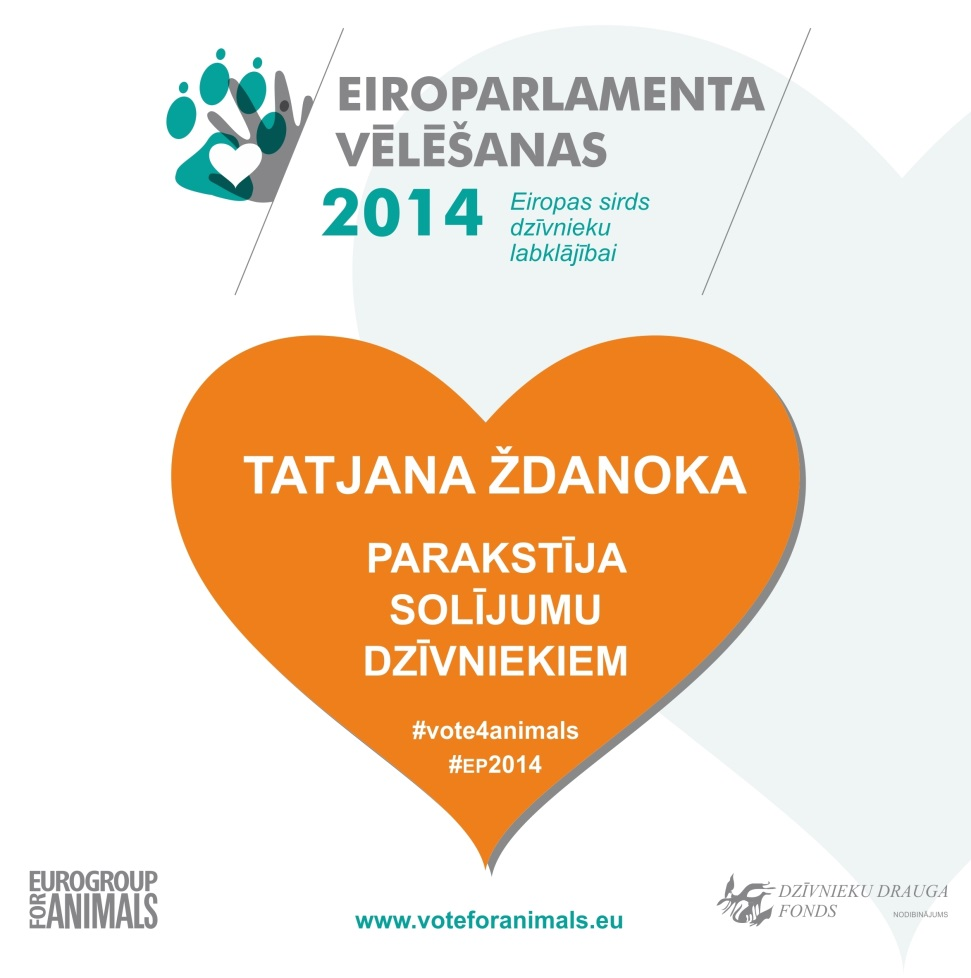 EIROPARLAMENTA
VĒLĒŠANAS
2014
Eiropas sirds
dzīvnieku
labklājībai
TATJANA ŽDANOKA
PARAKSTĪJA
SOLĪJUMU
DZĪVNIEKIEM
#vote4animals
#EP2014
EUROGROUP
FOR ANIMALS
www.voteforanimals.eu
DZĪVNIEKU DRAUGA
FONDS
NODIBINĀJUMS